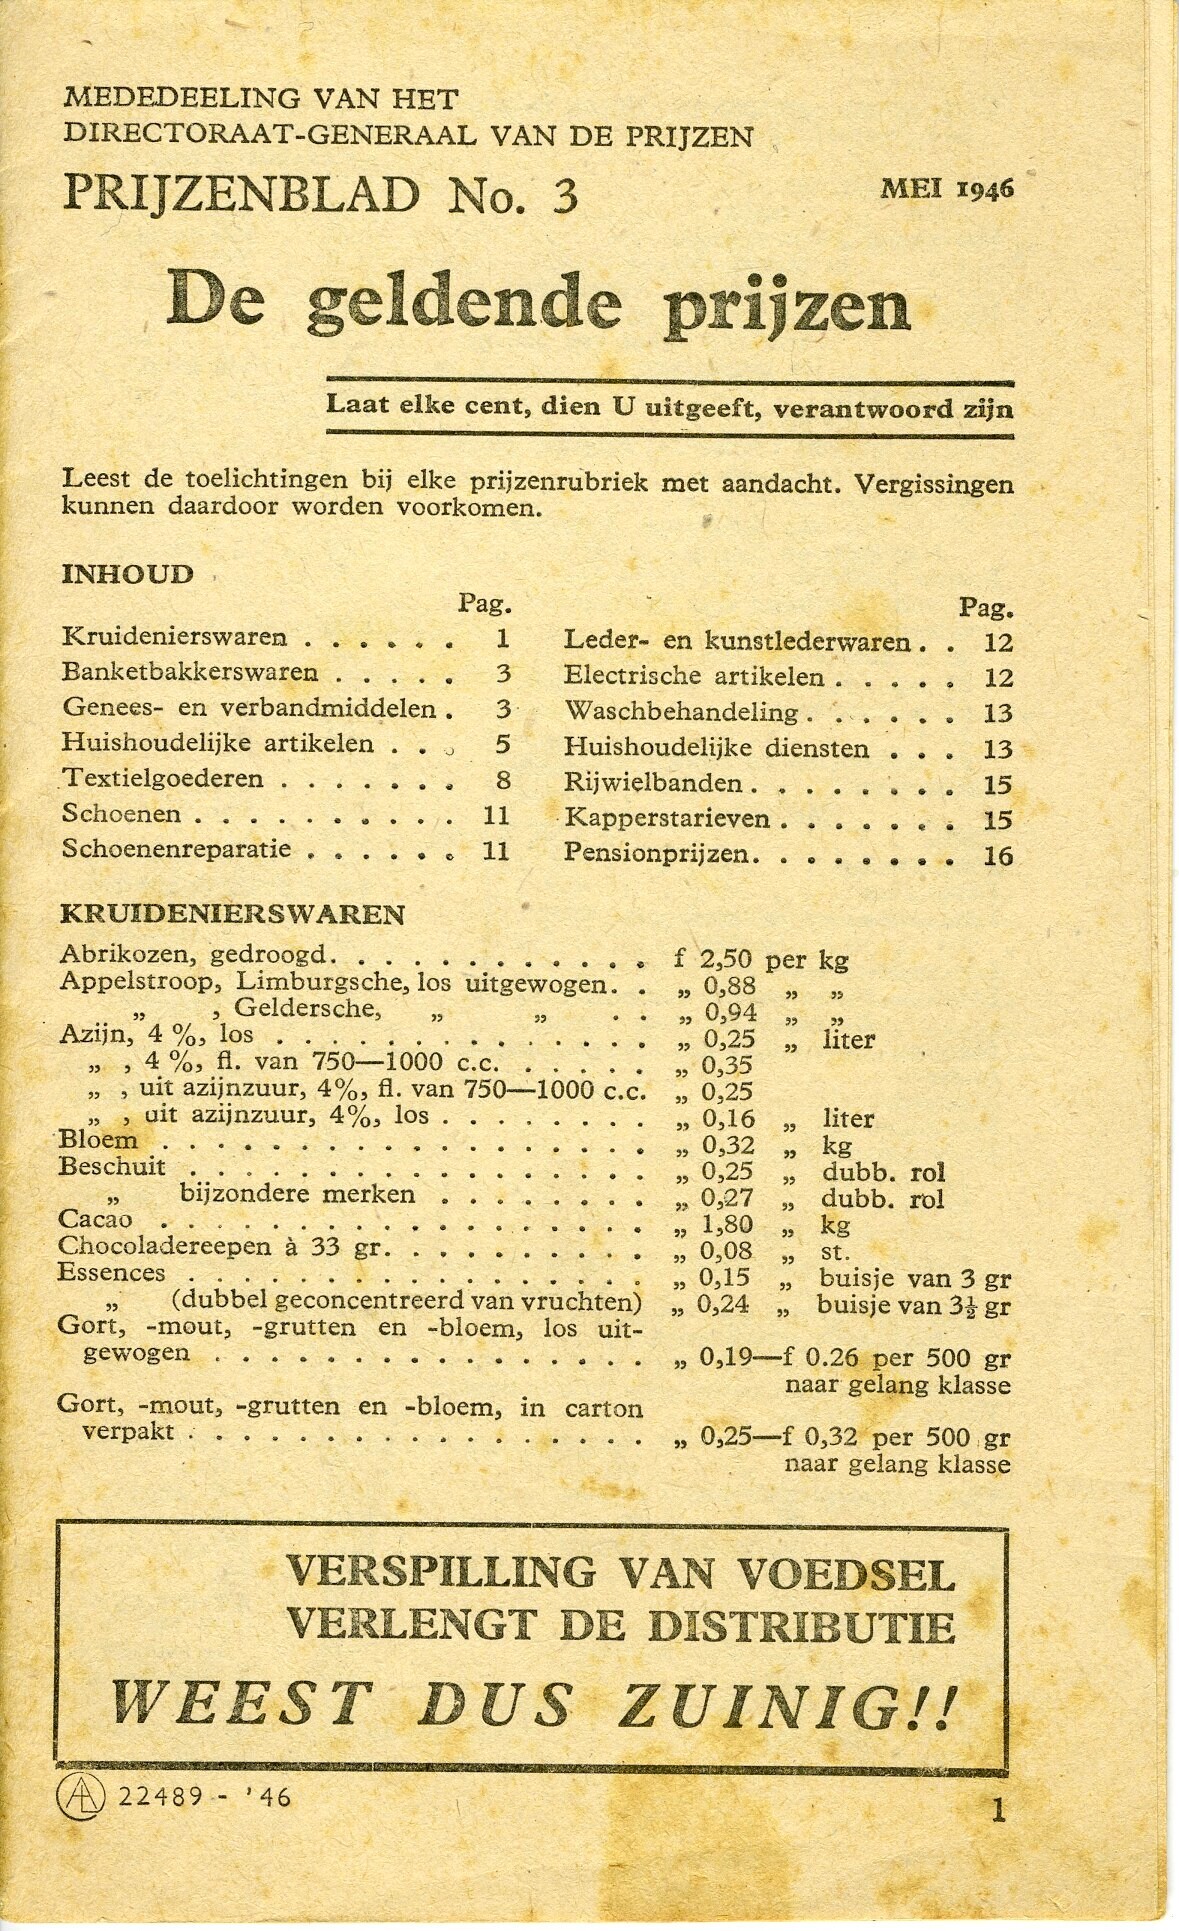 MEDEDEELING VAN HET
DIRECTORAAT-GENERAAL VAN DE PRIJZEN
PRIJZENBLAD No. 3 MEI 1946
De geldende prijzen
Laat elke cent, dien U uitgeeft, verantwoord zijn
Leest de toelichtingen bij elke prijzenrubriek met aandacht. Vergissingen
kunnen daardoor worden voorkomen.
INHOUD
Pag.
Kruidenierswaren . . . . . . 1
Banketbakkerswaren . . . . . 3
Genees- en verbandmiddelen . 3
Huishoudelijke artikelen . . . 5
Textielgoederen . . . . . . . 8
Schoenen . . . . . . . . . . 11
Schoenenreparatie . . . . . . 11
Pag.
Leder- en kunstlederwaren . . 12
Electrische artikelen . . . . . 12
Waschbehandeling . . . . . . 13
Huishoudelijke diensten . . . 13
Rijwielbanden . . . . . . . . 15
Kapperstarieven . . . . . . . 15
Pensionprijzen. . . . . . . . 16
KRUIDENIERSWAREN
Abrikozen, gedroogd. . . . . . . . . . . . f 2,50 per kg
Appelstroop, Limburgsche, los uitgewogen. . „ 0,88 „ „
„ , Geldersche, „ „ . . „ 0,94 „ „
Azijn, 4 %, los . . . . . . . . . . . . . . „ 0,25 „ liter
„ , 4 %, fl. van 750—1000 c.c. . . . . . „ 0,35
„ , uit azijnzuur, 4%, fl. van 750—1000 c.c. „ 0,25
„ , uit azijnzuur, 4%, los . . . . . . . . „ 0,16 „ liter
Bloem . . . . . . . . . . . . . . . . . . „ 0,32 „ kg
Beschuit . . . . . . . . . . . . . . . . . „ 0,25 „ dubb. rol
„ bijzondere merken . . . . . . . . „ 0,27 „ dubb. rol
Cacao . . . . . . . . . . . . . . . . . . „ 1,80 „ kg
Chocoladereepen à 33 gr. . . . . . . . . . „ 0,08 „ st.
Essences . . . . . . . . . . . . . . . . . „ 0,15 „ buisje van 3 gr
„ (dubbel geconcentreerd van vruchten) „ 0,24 „ buisje van 3½ gr
Gort, -mout, -grutten en -bloem, los uit-
gewogen . . . . . . . . . . . . . . . . „ 0,19—f 0.26 per 500 gr
naar gelang klasse
Gort, -mout, -grutten en -bloem, in carton
verpakt . . . . . . . . . . . . . . . . . „ 0,25—f 0,32 per 500 gr
naar gelang klasse
VERSPILLING VAN VOEDSEL
VERLENGT DE DISTRIBUTIE
WEEST DUS ZUINIG!!
AL 22489 - '46
1